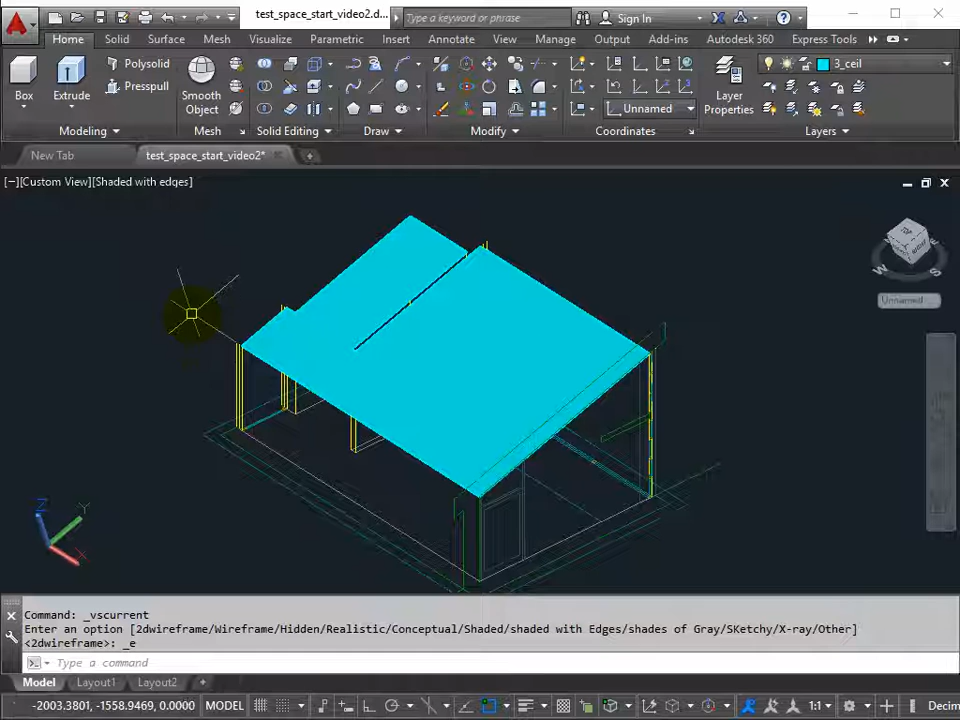 test_space_start_video2.d...
Type a keyword or phrase
Sign In
Home Solid Surface Mesh Visualize Parametric Insert Annotate View Manage Output Add-ins Autodesk 360 Express Tools
Polysolid
Presspull
Box
Extrude
Smooth
Object
Unnamed
Layer
Properties
3_ceil
Modeling
Mesh
Solid Editing
Draw
Modify
Coordinates
Layers
New Tab
test_space_start_video2*
[−][Custom View][Shaded with edges]
TOP
RIGHT
W
S
E
Unnamed...
Z
Y
X
Command: _vscurrent
Enter an option [2dwireframe/Wireframe/Hidden/Realistic/Conceptual/Shaded/shaded with Edges/shades of Gray/SKetchy/X-ray/Other]
<2dwireframe>: _e
Type a command
Model Layout1 Layout2
-2003.3801, -1558.9469, 0.0000 MODEL 1:1 Decim